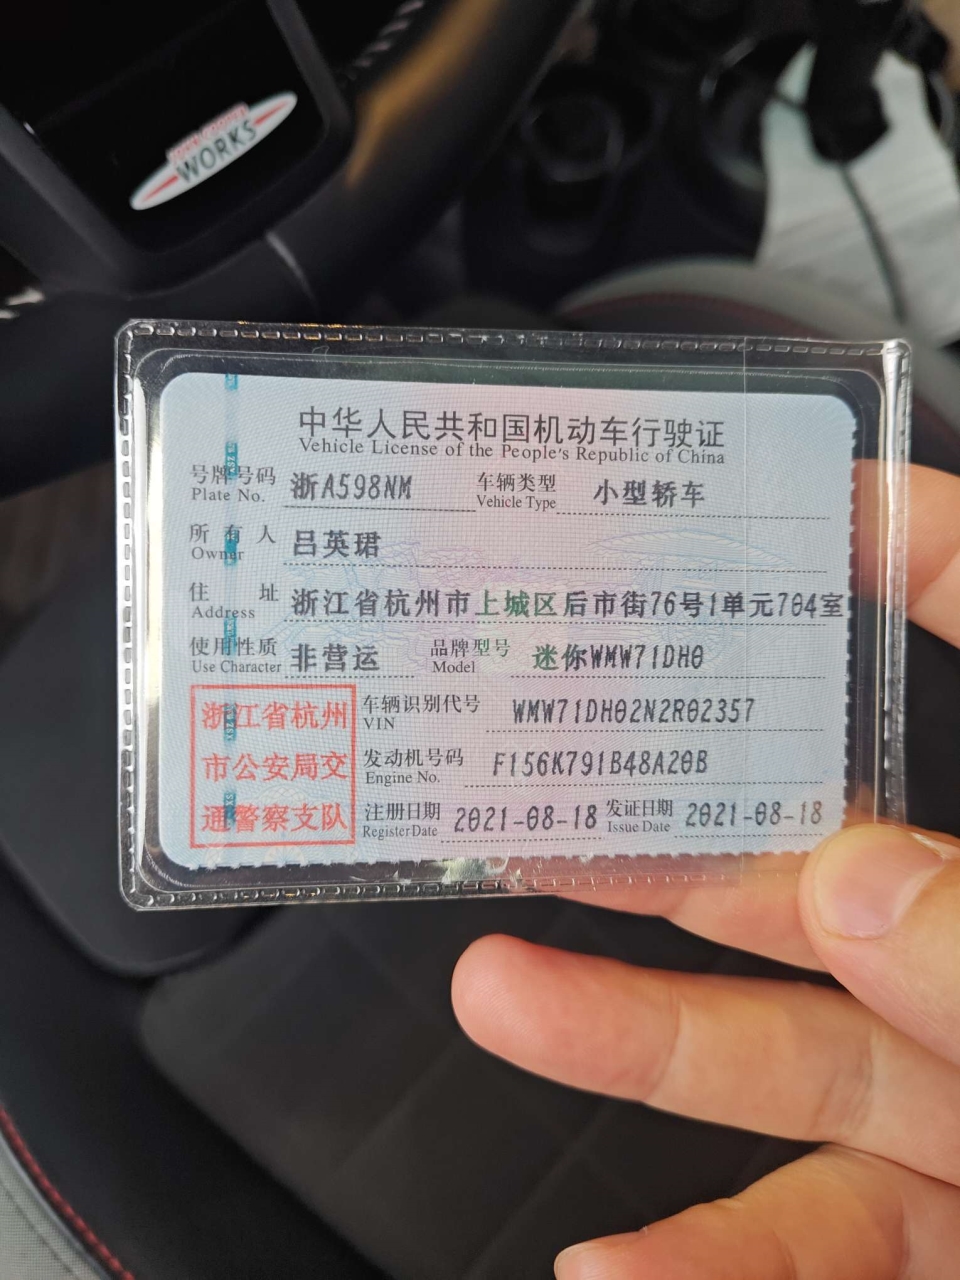 JOHN COOPER
WORKS
中华人民共和国机动车行驶证
Vehicle License of the People's Republic of China
号牌号码 浙A598NM 车辆类型 小型轿车
Plate No. Vehicle Type
所有人 吕英珺
Owner
住址 浙江省杭州市上城区后市街76号1单元704室
Address
使用性质 非营运 品牌型号 迷你WMW71DH0
Use Character Model
浙江省杭州
市公安局交
通警察支队
车辆识别代号 WMW71DH02N2R02357
VIN
发动机号码 F156K791B48A20B
Engine No.
注册日期 2021-08-18 发证日期 2021-08-18
Register Date Issue Date